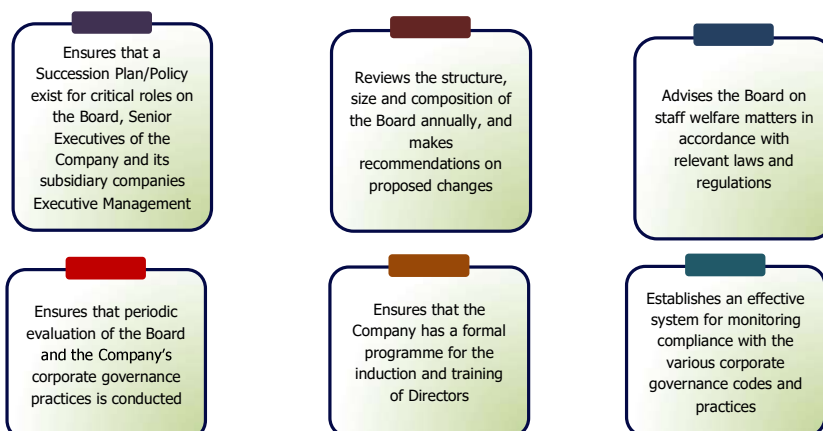 Ensures that a
Succession Plan/Policy
exist for critical roles on
the Board, Senior
Executives of the
Company and its
subsidiary companies
Executive Management
Reviews the structure,
size and composition of
the Board annually, and
makes
recommendations on
proposed changes
Advises the Board on
staff welfare matters in
accordance with
relevant laws and
regulations
Ensures that periodic
evaluation of the Board
and the Company’s
corporate governance
practices is conducted
Ensures that the
Company has a formal
programme for the
induction and training
of Directors
Establishes an effective
system for monitoring
compliance with the
various corporate
governance codes and
practices